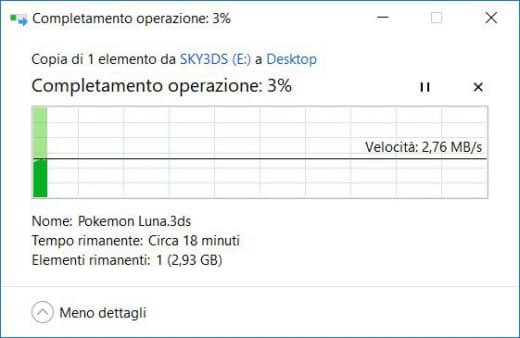 Completamento operazione: 3%
Copia di 1 elemento da SKY3DS (E:) a Desktop
Completamento operazione: 3%
Velocità: 2,76 MB/s
Nome: Pokemon Luna.3ds
Tempo rimanente: Circa 18 minuti
Elementi rimanenti: 1 (2,93 GB)
Meno dettagli